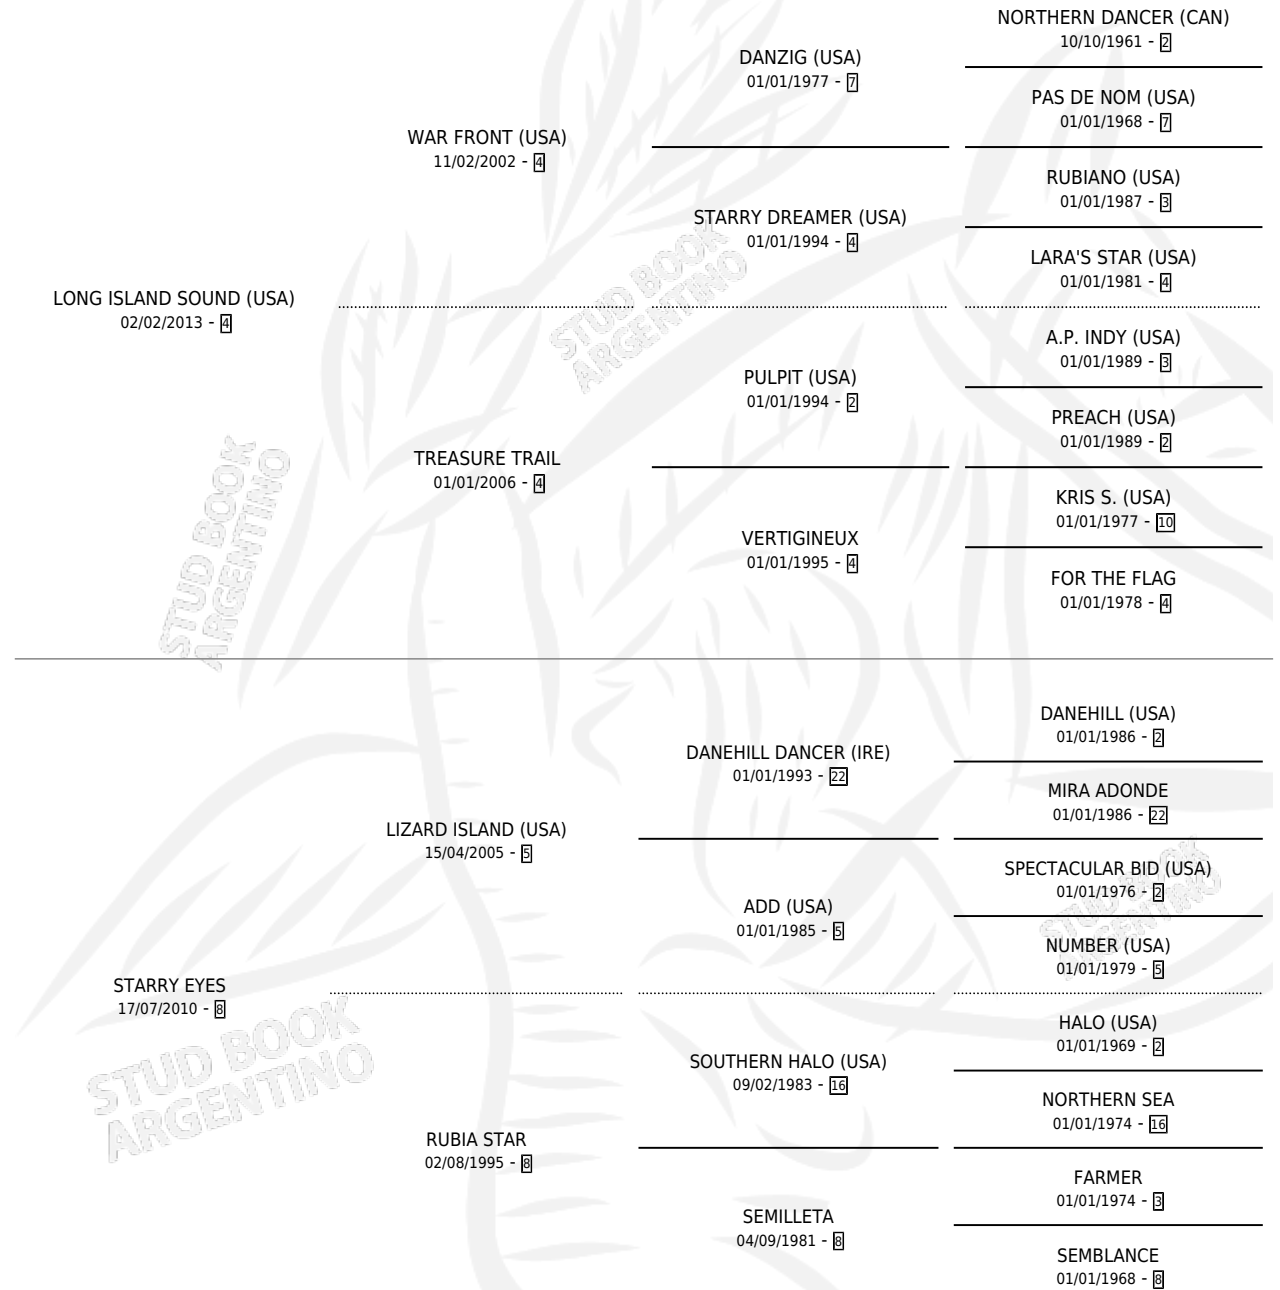 NORTHERN DANCER (CAN)
10/10/1961 - 2
DANZIG (USA)
01/01/1977 - 7
PAS DE NOM (USA)
01/01/1968 - 7
WAR FRONT (USA)
11/02/2002 - 4
RUBIANO (USA)
01/01/1987 - 3
STARRY DREAMER (USA)
01/01/1994 - 4
LARA'S STAR (USA)
01/01/1981 - 4
LONG ISLAND SOUND (USA)
02/02/2013 - 4
A.P. INDY (USA)
01/01/1989 - 3
PULPIT (USA)
01/01/1994 - 2
PREACH (USA)
01/01/1989 - 2
TREASURE TRAIL
01/01/2006 - 4
KRIS S. (USA)
01/01/1977 - 10
VERTIGINEUX
01/01/1995 - 4
FOR THE FLAG
01/01/1978 - 4
DANEHILL (USA)
01/01/1986 - 2
DANEHILL DANCER (IRE)
01/01/1993 - 22
MIRA ADONDE
01/01/1986 - 22
LIZARD ISLAND (USA)
15/04/2005 - 5
SPECTACULAR BID (USA)
01/01/1976 - 2
ADD (USA)
01/01/1985 - 5
NUMBER (USA)
01/01/1979 - 5
STARRY EYES
17/07/2010 - 8
HALO (USA)
01/01/1969 - 2
SOUTHERN HALO (USA)
09/02/1983 - 16
NORTHERN SEA
01/01/1974 - 16
RUBIA STAR
02/08/1995 - 8
FARMER
01/01/1974 - 3
SEMILLETA
04/09/1981 - 8
SEMBLANCE
01/01/1968 - 8
STUD BOOK
ARGENTINO
STUD BOOK
ARGENTINO
STUD BOOK
ARGENTINO
STUD BOOK
ARGENTINO